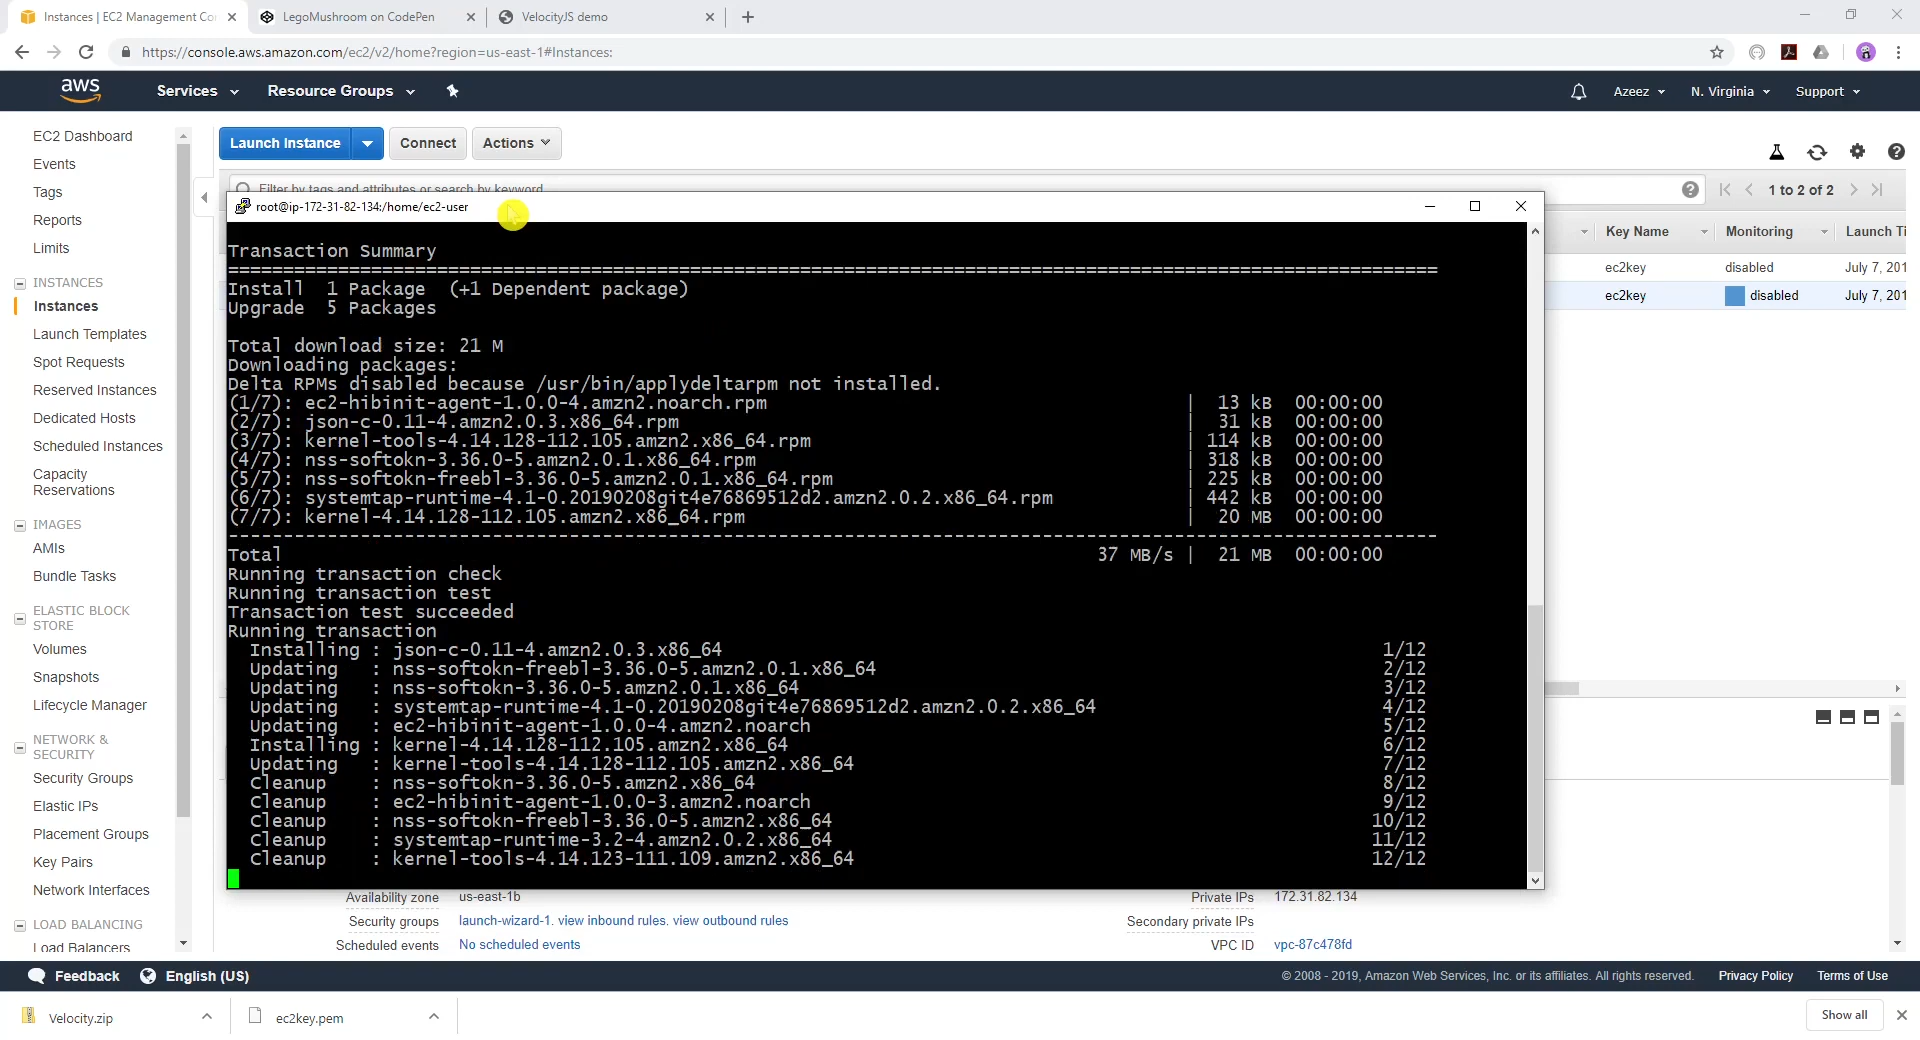 Instances | EC2 Management Co
LegoMushroom on CodePen
VelocityJS demo
https://console.aws.amazon.com/ec2/v2/home?region=us-east-1#Instances:
aws
Services
Resource Groups
Azeez
N. Virginia
Support
EC2 Dashboard
Events
Tags
Reports
Limits
INSTANCES
Instances
Launch Templates
Spot Requests
Reserved Instances
Dedicated Hosts
Scheduled Instances
Capacity
Reservations
IMAGES
AMIs
Bundle Tasks
ELASTIC BLOCK
STORE
Volumes
Snapshots
Lifecycle Manager
NETWORK &
SECURITY
Security Groups
Elastic IPs
Placement Groups
Key Pairs
Network Interfaces
LOAD BALANCING
Load Balancers
Launch Instance
Connect
Actions
Filter by tags and attributes or search by keyword
1 to 2 of 2
Key Name
Monitoring
Launch Ti
ec2key
disabled
July 7, 201
ec2key
disabled
July 7, 201
root@ip-172-31-82-134:/home/ec2-user
Transaction Summary
================================================================================
Install  1 Package  (+1 Dependent package)
Upgrade  5 Packages
Total download size: 21 M
Downloading packages:
Delta RPMs disabled because /usr/bin/applydeltarpm not installed.
(1/7): ec2-hibinit-agent-1.0.0-4.amzn2.noarch.rpm | 13 kB 00:00:00
(2/7): json-c-0.11-4.amzn2.0.3.x86_64.rpm | 31 kB 00:00:00
(3/7): kernel-tools-4.14.128-112.105.amzn2.x86_64.rpm | 114 kB 00:00:00
(4/7): nss-softokn-3.36.0-5.amzn2.0.1.x86_64.rpm | 318 kB 00:00:00
(5/7): nss-softokn-freebl-3.36.0-5.amzn2.0.1.x86_64.rpm | 225 kB 00:00:00
(6/7): systemtap-runtime-4.1-0.20190208git4e76869512d2.amzn2.0.2.x86_64.rpm | 442 kB 00:00:00
(7/7): kernel-4.14.128-112.105.amzn2.x86_64.rpm | 20 MB 00:00:00
--------------------------------------------------------------------------------
Total 37 MB/s | 21 MB 00:00:00
Running transaction check
Running transaction test
Transaction test succeeded
Running transaction
Installing : json-c-0.11-4.amzn2.0.3.x86_64 1/12
Updating : nss-softokn-freebl-3.36.0-5.amzn2.0.1.x86_64 2/12
Updating : nss-softokn-3.36.0-5.amzn2.0.1.x86_64 3/12
Updating : systemtap-runtime-4.1-0.20190208git4e76869512d2.amzn2.0.2.x86_64 4/12
Updating : ec2-hibinit-agent-1.0.0-4.amzn2.noarch 5/12
Installing : kernel-4.14.128-112.105.amzn2.x86_64 6/12
Updating : kernel-tools-4.14.128-112.105.amzn2.x86_64 7/12
Cleanup : nss-softokn-3.36.0-5.amzn2.x86_64 8/12
Cleanup : ec2-hibinit-agent-1.0.0-3.amzn2.noarch 9/12
Cleanup : nss-softokn-freebl-3.36.0-5.amzn2.x86_64 10/12
Cleanup : systemtap-runtime-3.2-4.amzn2.0.2.x86_64 11/12
Cleanup : kernel-tools-4.14.123-111.109.amzn2.x86_64 12/12
Availability zone us-east-1b
Private IPs 172.31.82.134
Security groups launch-wizard-1. view inbound rules. view outbound rules
Secondary private IPs
Scheduled events No scheduled events
VPC ID vpc-87c478fd
Feedback
English (US)
© 2008 - 2019, Amazon Web Services, Inc. or its affiliates. All rights reserved.
Privacy Policy
Terms of Use
Velocity.zip
ec2key.pem
Show all